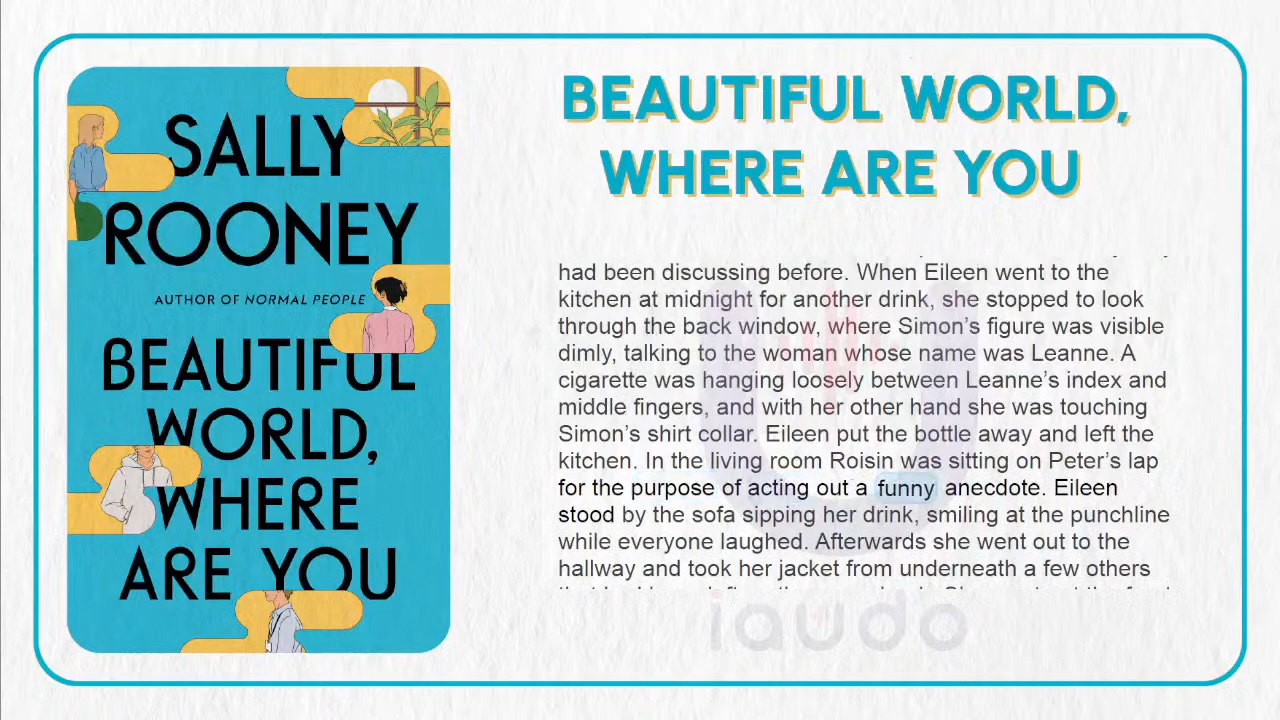 SALLY
ROONEY
AUTHOR OF NORMAL PEOPLE
BEAUTIFUL
WORLD,
WHERE
ARE YOU
BEAUTIFUL WORLD,
WHERE ARE YOU
had been discussing before. When Eileen went to the
kitchen at midnight for another drink, she stopped to look
through the back window, where Simon's figure was visible
dimly, talking to the woman whose name was Leanne. A
cigarette was hanging loosely between Leanne's index and
middle fingers, and with her other hand she was touching
Simon's shirt collar. Eileen put the bottle away and left the
kitchen. In the living room Roisin was sitting on Peter's lap
for the purpose of acting out a funny anecdote. Eileen
stood by the sofa sipping her drink, smiling at the punchline
while everyone laughed. Afterwards she went out to the
hallway and took her jacket from underneath a few others
iaudo